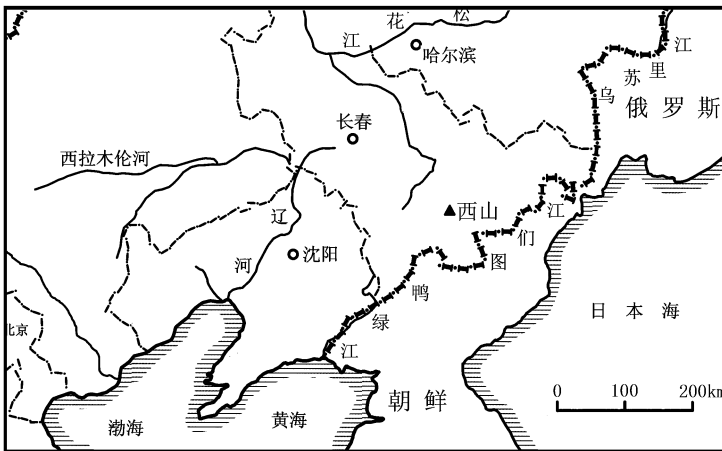 松
花
江
哈尔滨
乌
苏
里
江
俄罗斯
长春
西拉木伦河
西山
辽
河
沈阳
图
们
江
鸭
绿
江
北京
日本海
朝鲜
渤海
黄海
0 100 200km